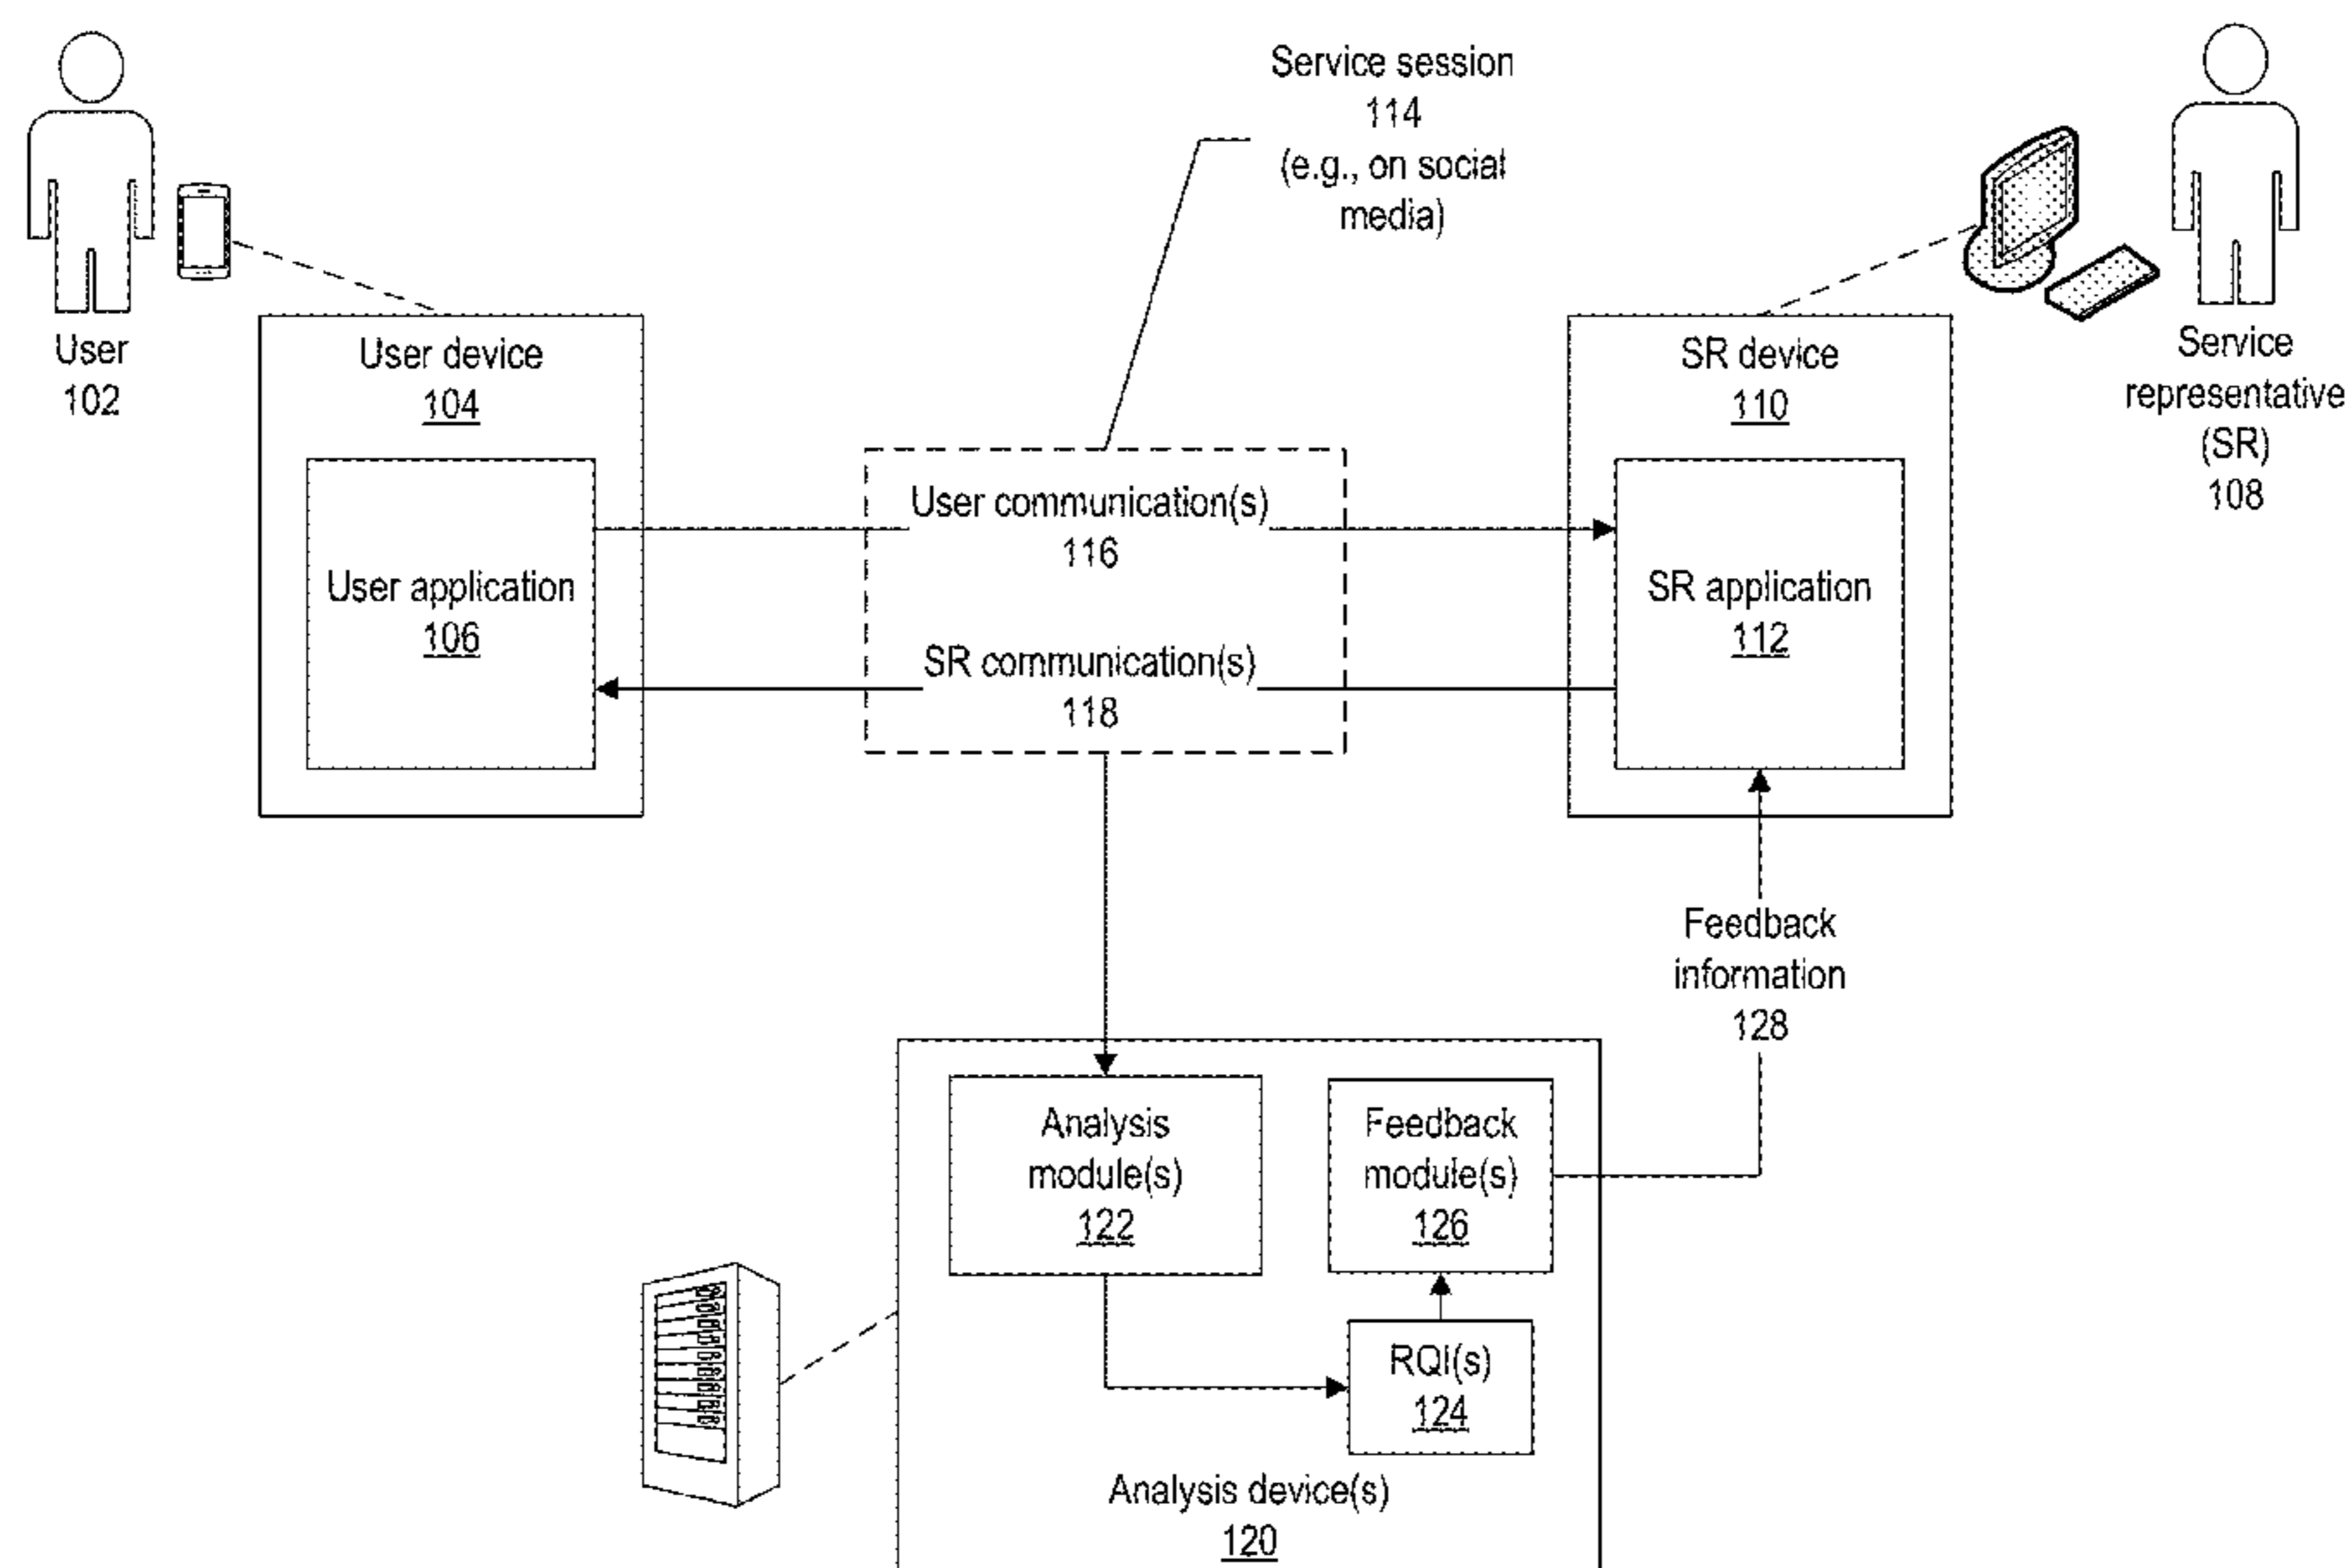 Service session
114
(e.g., on social
media)
User
102
User device
104
SR device
110
Service
representative
(SR)
108
User communication(s)
116
User application
106
SR application
112
SR communication(s)
118
Feedback
information
128
Analysis
module(s)
122
Feedback
module(s)
126
RQI(s)
124
Analysis device(s)
120